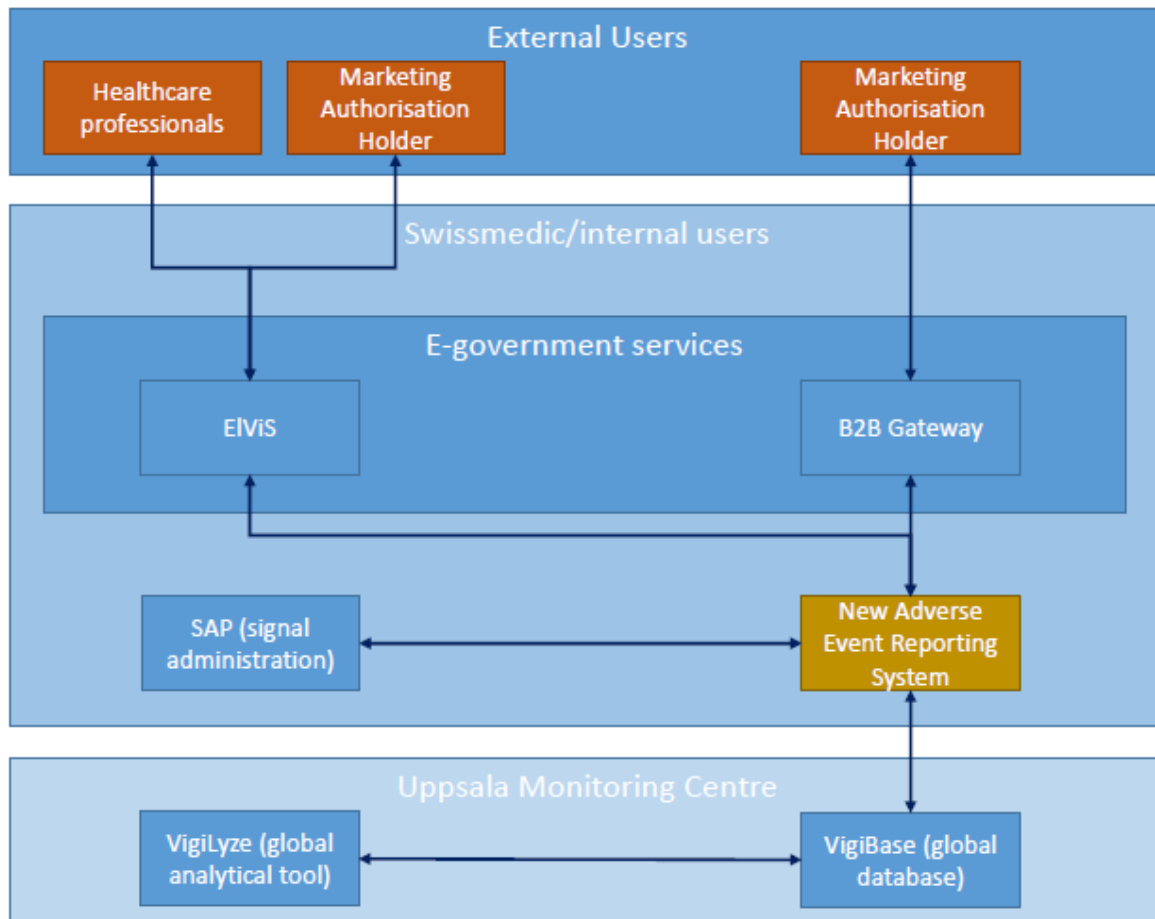 External Users
Healthcare
professionals
Marketing
Authorisation
Holder
Marketing
Authorisation
Holder
Swissmedic/internal users
E-government services
ElViS
B2B Gateway
SAP (signal
administration)
New Adverse
Event Reporting
System
Uppsala Monitoring Centre
VigiLyze (global
analytical tool)
VigiBase (global
database)